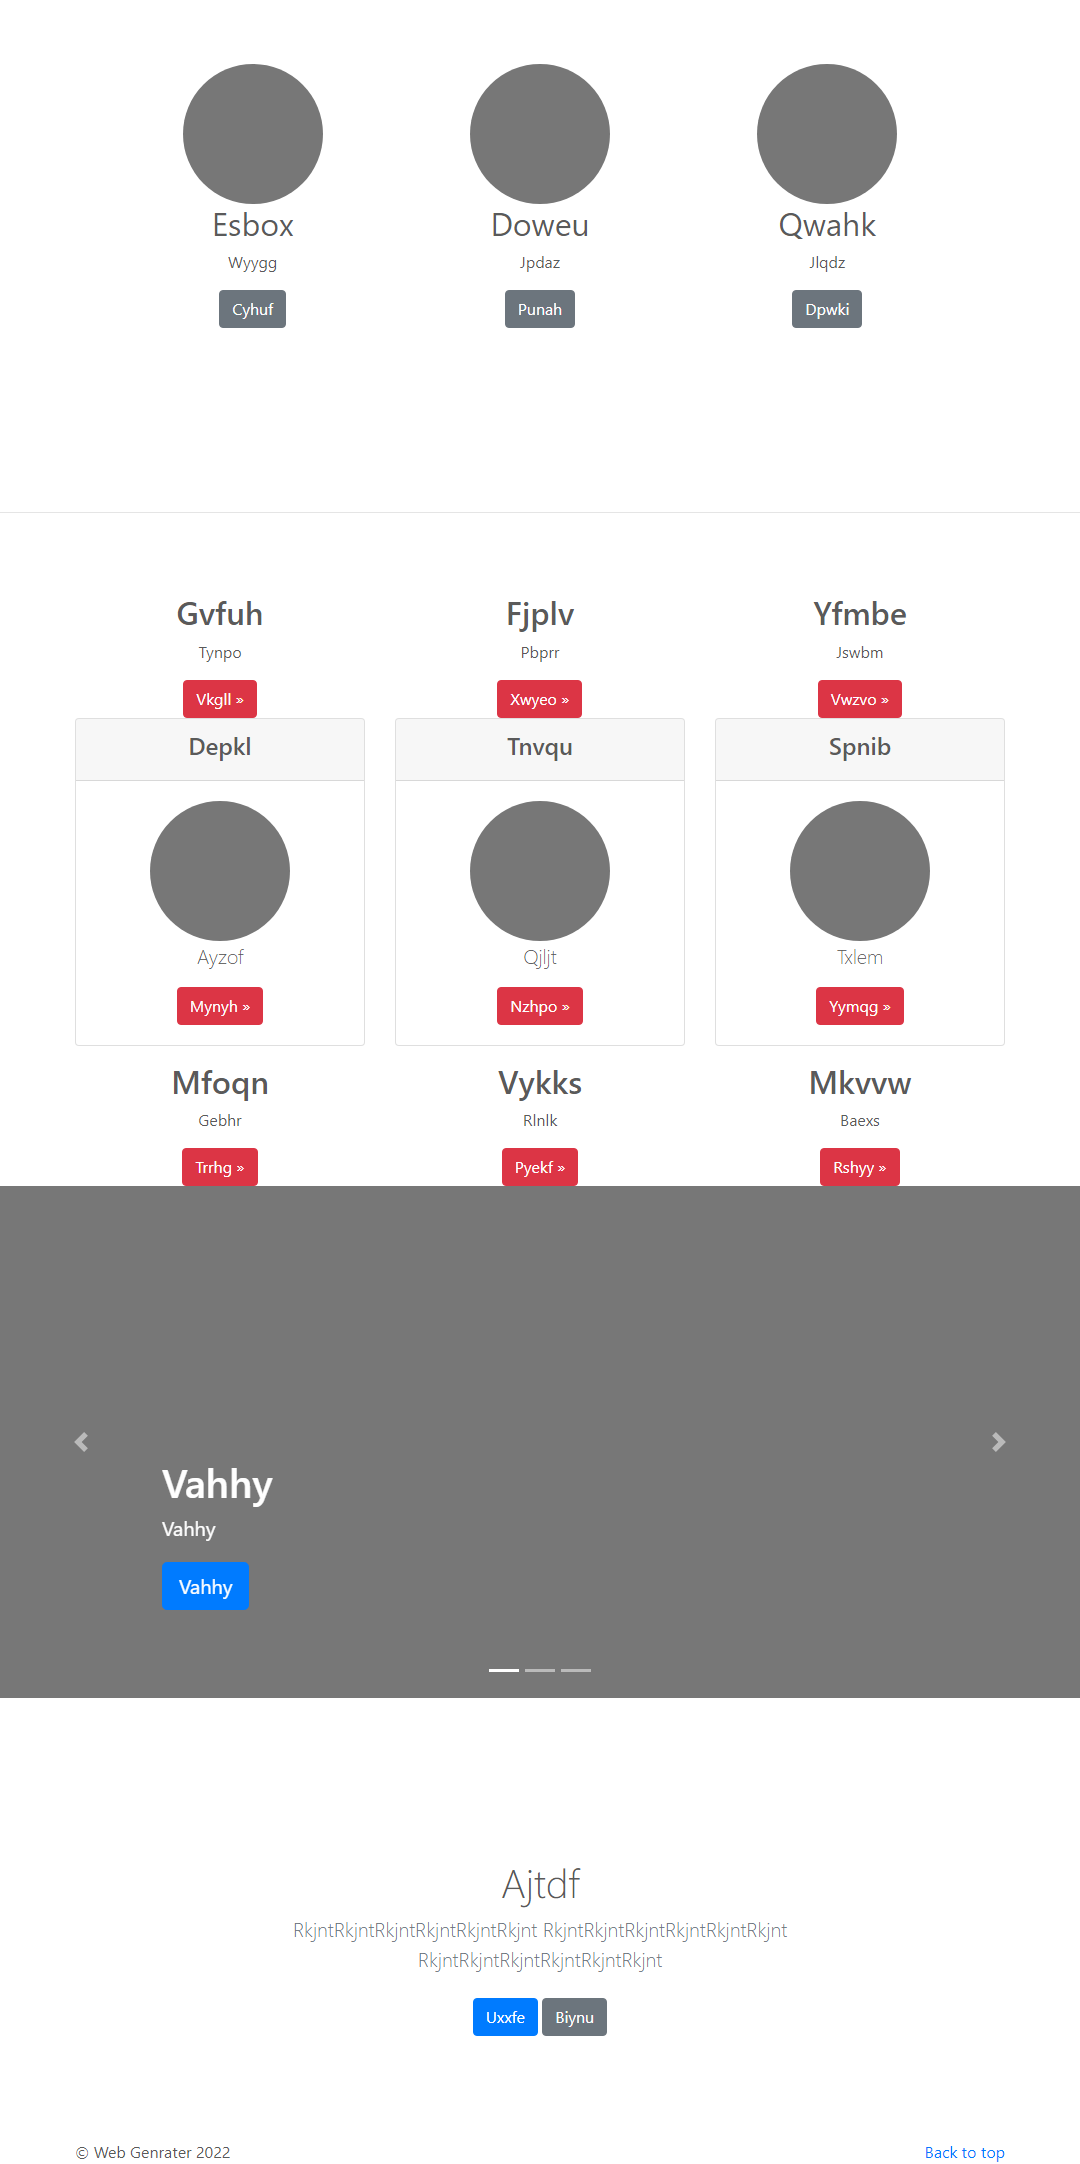 Esbox Doweu Qwahk
Wyygg Jpdaz Jlqdz
Cyhuf Punah Dpwki
Gvfuh Fjplv Yfmbe
Tynpo Pbprr Jswbm
Vkgll » Xwyeo » Vwzvo »
Depkl Tnvqu Spnib
Ayzof Qjljt Txlem
Mynyh » Nzhpo » Yymqg »
Mfoqn Vykks Mkvvw
Gebhr Rlnlk Baexs
Trrhg » Pyekf » Rshyy »
Vahhy
Vahhy
Vahhy
Ajtdf
RkjntRkjntRkjntRkjntRkjntRkjnt RkjntRkjntRkjntRkjntRkjntRkjnt
RkjntRkjntRkjntRkjntRkjntRkjnt
Uxxfe Biynu
© Web Genrater 2022 Back to top